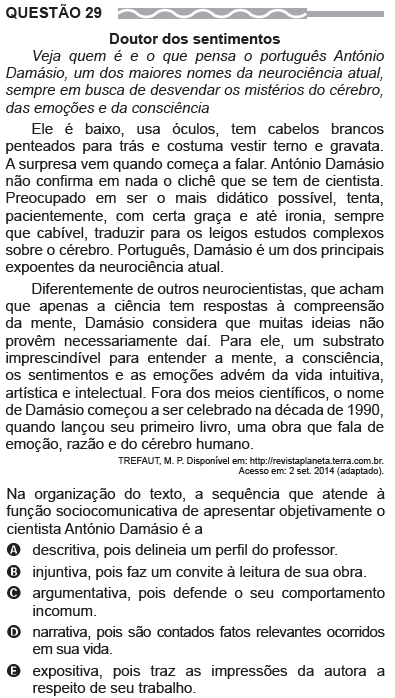 QUESTÃO 29
Doutor dos sentimentos
Veja quem é e o que pensa o português António
Damásio, um dos maiores nomes da neurociência atual,
sempre em busca de desvendar os mistérios do cérebro,
das emoções e da consciência
Ele é baixo, usa óculos, tem cabelos brancos
penteados para trás e costuma vestir terno e gravata.
A surpresa vem quando começa a falar. António Damásio
não confirma em nada o clichê que se tem de cientista.
Preocupado em ser o mais didático possível, tenta,
pacientemente, com certa graça e até ironia, sempre
que cabível, traduzir para os leigos estudos complexos
sobre o cérebro. Português, Damásio é um dos principais
expoentes da neurociência atual.
Diferentemente de outros neurocientistas, que acham
que apenas a ciência tem respostas à compreensão
da mente, Damásio considera que muitas ideias não
provêm necessariamente daí. Para ele, um substrato
imprescindível para entender a mente, a consciência,
os sentimentos e as emoções advém da vida intuitiva,
artística e intelectual. Fora dos meios científicos, o nome
de Damásio começou a ser celebrado na década de 1990,
quando lançou seu primeiro livro, uma obra que fala de
emoção, razão e do cérebro humano.
TREFAUT, M. P. Disponível em: http://revistaplaneta.terra.com.br.
Acesso em: 2 set. 2014 (adaptado).
Na organização do texto, a sequência que atende à
função sociocomunicativa de apresentar objetivamente o
cientista António Damásio é a
A descritiva, pois delineia um perfil do professor.
B injuntiva, pois faz um convite à leitura de sua obra.
C argumentativa, pois defende o seu comportamento
incomum.
D narrativa, pois são contados fatos relevantes ocorridos
em sua vida.
E expositiva, pois traz as impressões da autora a
respeito de seu trabalho.